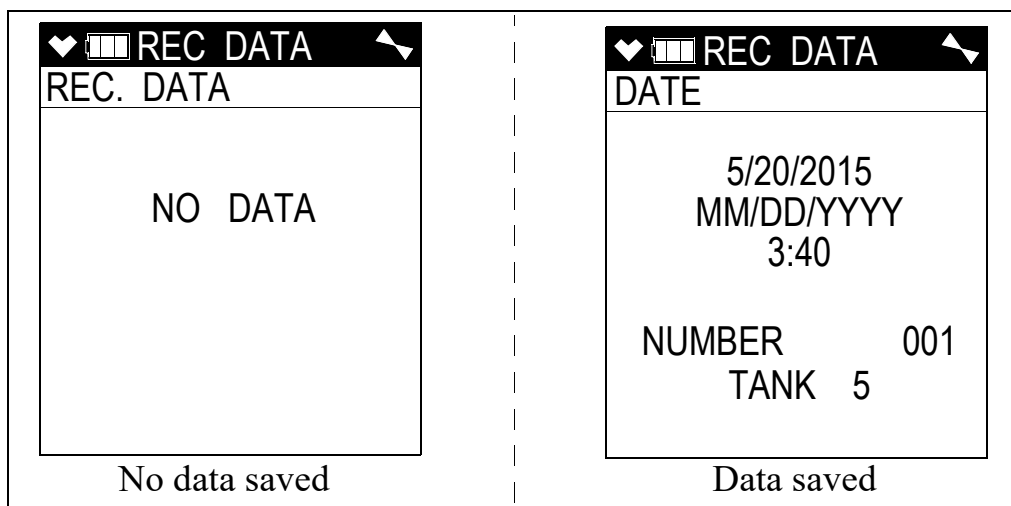 REC DATA
REC. DATA
NO DATA
No data saved
REC DATA
DATE
5/20/2015
MM/DD/YYYY
3:40
NUMBER 001
TANK 5
Data saved